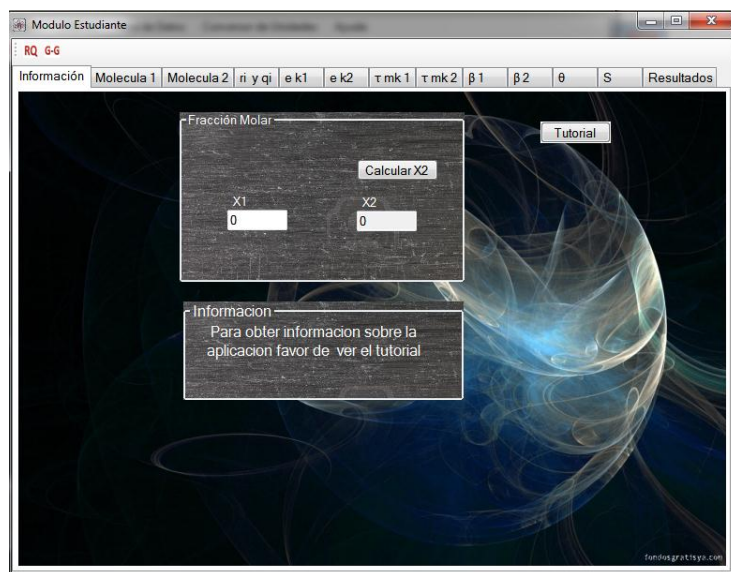 Modulo Estudiante
RQ G-G
Información Molecula 1 Molecula 2 ri y qi e k1 e k2 τ mk 1 τ mk 2 β 1 β 2 θ S Resultados
Fracción Molar
Tutorial
Calcular X2
X1 X2
0 0
Informacion
Para obter informacion sobre la
aplicacion favor de ver el tutorial
fondosgratisya.com